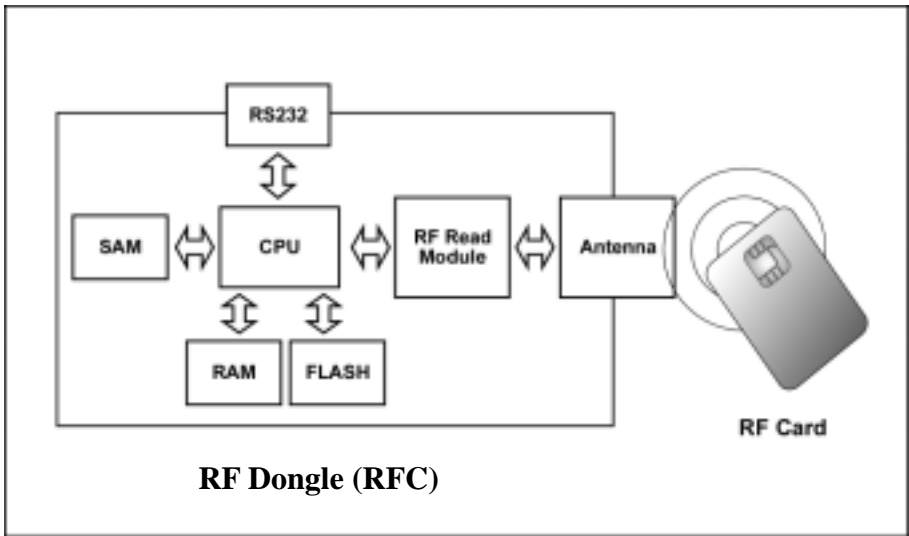 RS232
SAM
CPU
RF Read
Module
Antenna
RAM
FLASH
RF Card
RF Dongle (RFC)